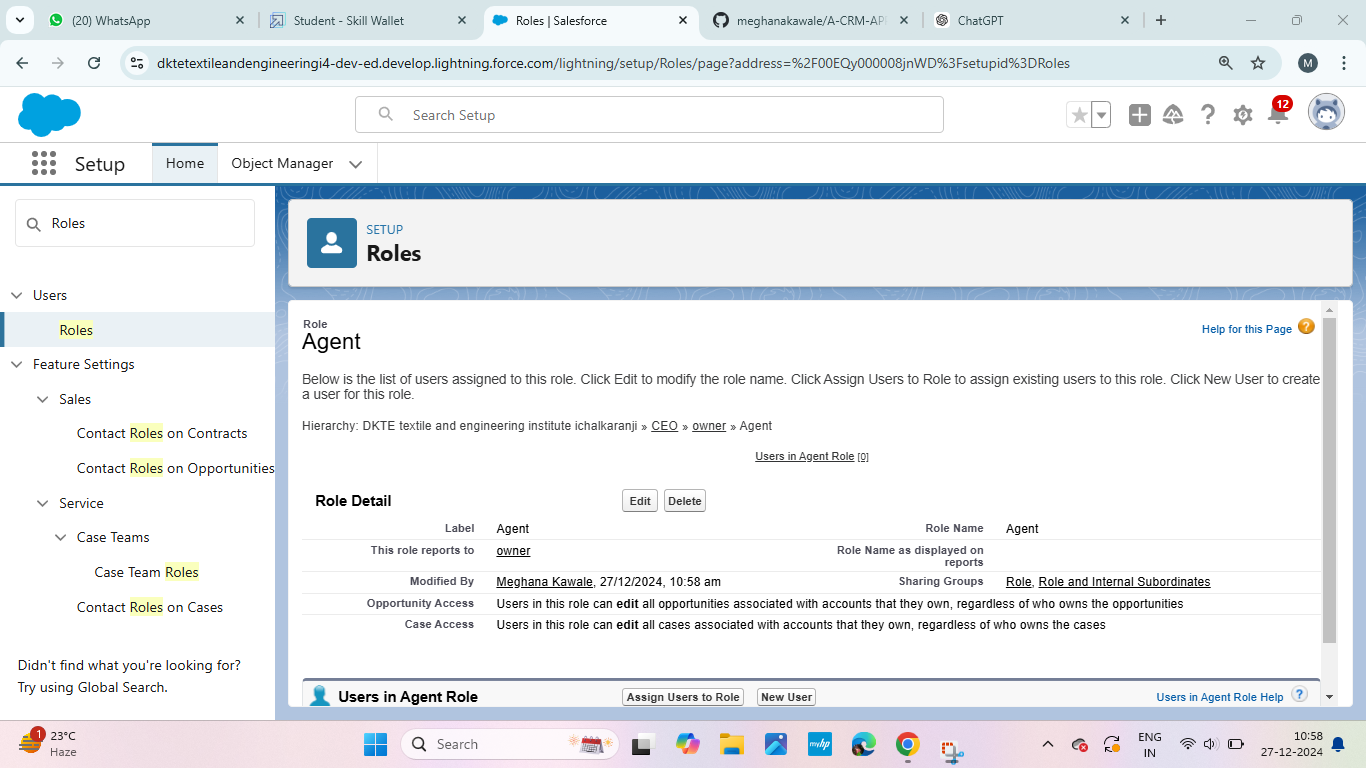 (20) WhatsApp
Student - Skill Wallet
Roles | Salesforce
meghanakawale/A-CRM-AP
ChatGPT
dktetextileandengineeringi4-dev-ed.develop.lightning.force.com/lightning/setup/Roles/page?address=%2F00EQy000008jnWD%3Fsetupid%3DRoles
M
Search Setup
12
Setup
Home
Object Manager
Roles
Users
Roles
Feature Settings
Sales
Contact Roles on Contracts
Contact Roles on Opportunities
Service
Case Teams
Case Team Roles
Contact Roles on Cases
Didn't find what you're looking for?
Try using Global Search.
SETUP
Roles
Role
Agent
Help for this Page ?
Below is the list of users assigned to this role. Click Edit to modify the role name. Click Assign Users to Role to assign existing users to this role. Click New User to create
a user for this role.
Hierarchy: DKTE textile and engineering institute ichalkaranji » CEO » owner » Agent
Users in Agent Role [0]
Role Detail Edit Delete
Label Agent Role Name Agent
This role reports to owner Role Name as displayed on
reports
Modified By Meghana Kawale, 27/12/2024, 10:58 am Sharing Groups Role, Role and Internal Subordinates
Opportunity Access Users in this role can edit all opportunities associated with accounts that they own, regardless of who owns the opportunities
Case Access Users in this role can edit all cases associated with accounts that they own, regardless of who owns the cases
Users in Agent Role Assign Users to Role New User Users in Agent Role Help ?
1
23°C
Haze
Search
myhp
ENG
IN
10:58
27-12-2024